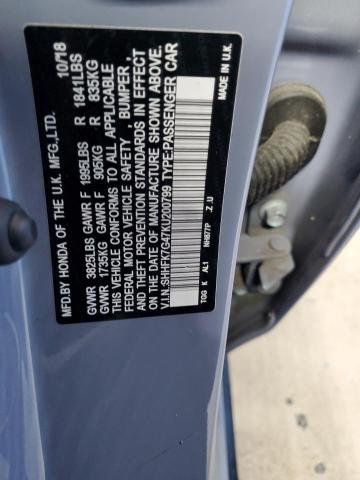 MFD.BY HONDA OF THE U.K. MFG.,LTD. 10/18
GVWR 3825LBS GAWR F 1995LBS R 1841LBS
GVWR 1735KG GAWR F 905KG R 835KG
THIS VEHICLE CONFORMS TO ALL APPLICABLE
FEDERAL MOTOR VEHICLE SAFETY, BUMPER,
AND THEFT PREVENTION STANDARDS IN EFFECT
ON THE DATE OF MANUFACTURE SHOWN ABOVE.
V.I.N.:SHHFK7G47KU200799 TYPE:PASSENGER CAR
TGG K AL1 NH877P Z.U
MADE IN U.K.